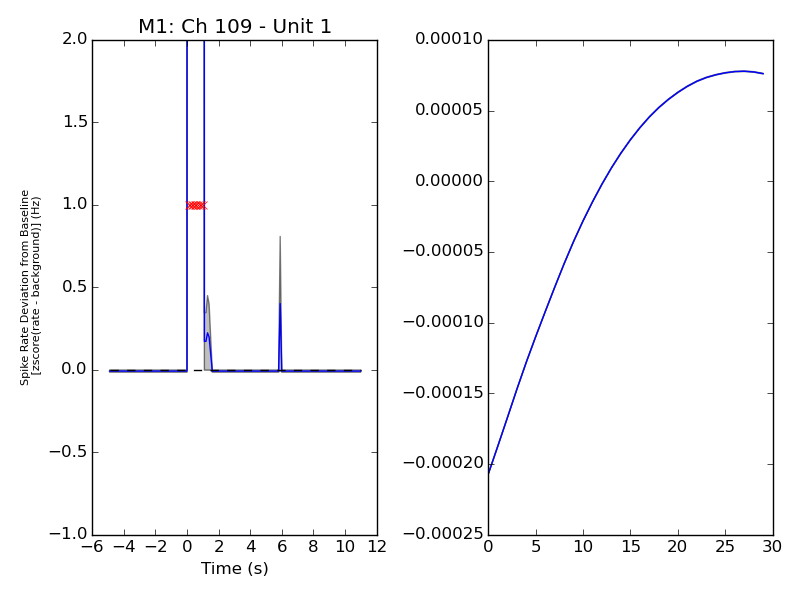 M1: Ch 109 - Unit 1
2.0
1.5
1.0
0.5
0.0
−0.5
−1.0
−6 −4 −2 0 2 4 6 8 10 12
Time (s)
Spike Rate Deviation from Baseline
[zscore(rate - background)] (Hz)
0.00010
0.00005
0.00000
−0.00005
−0.00010
−0.00015
−0.00020
−0.00025
0 5 10 15 20 25 30